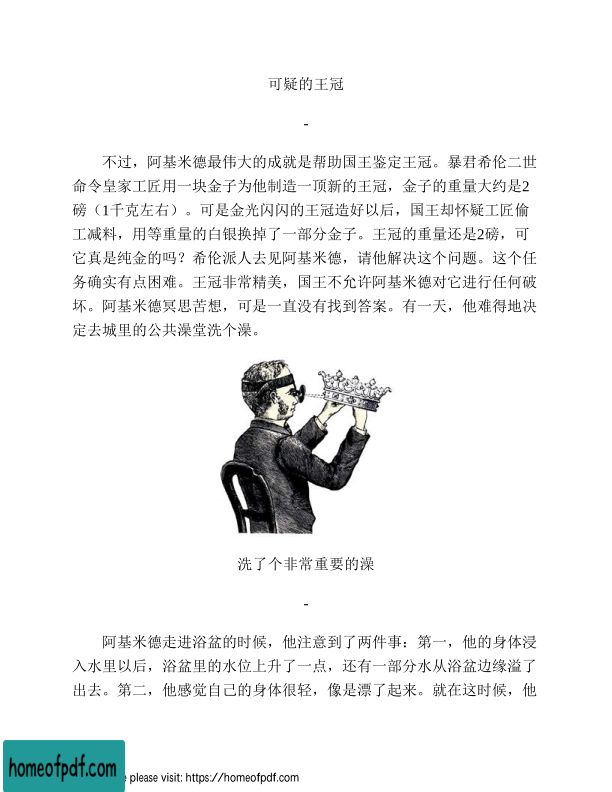 可疑的王冠
-
不过，阿基米德最伟大的成就是帮助国王鉴定王冠。暴君希伦二世
命令皇家工匠用一块金子为他制造一项新的王冠，金子的重量大约是2
磅（1千克左右）。可是金光闪闪的王冠造好以后，国王却怀疑工匠偷
工减料，用等重量的白银换掉了一部分金子。王冠的重量还是2磅，可
它真是纯金的吗？希伦派人去见阿基米德，请他解决这个问题。这个任
务确实有点困难。王冠非常精美，国王不允许阿基米德对它进行任何破
坏。阿基米德冥思苦想，可是一直没有找到答案。有一天，他难得地决
定去城里的公共澡堂洗个澡。
洗了个非常重要的澡
-
阿基米德走进浴盆的时候，他注意到了两件事：第一，他的身体浸
入水里以后，浴盆里的水位上升了一点，还有一部分水从浴盆边缘溢了
出去。第二，他感觉自己的身体很轻，像是漂了起来。就在这时候，他
homeofpdf.com
e please visit: https://homeofpdf.com